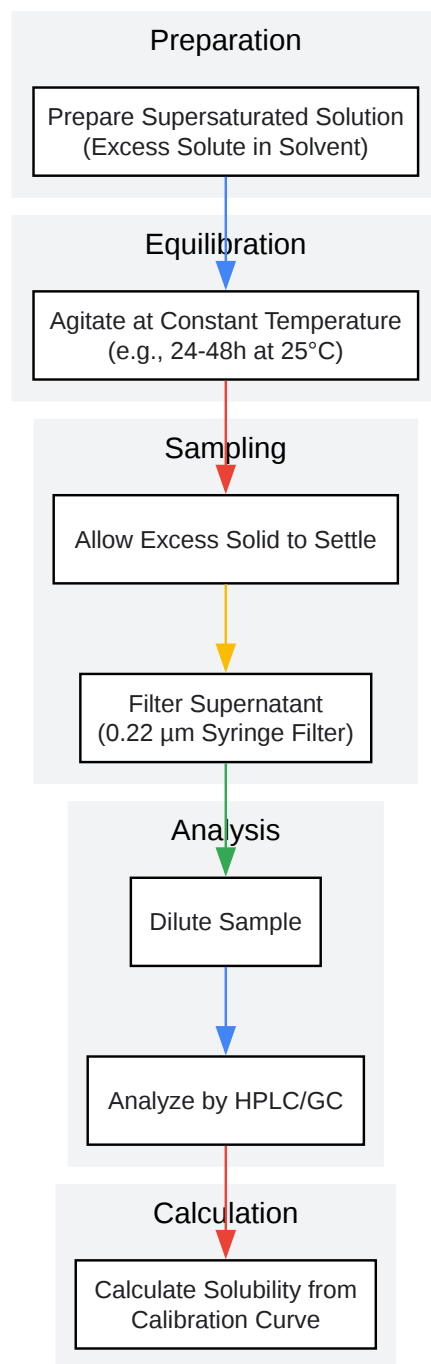 Preparation
Prepare Supersaturated Solution
(Excess Solute in Solvent)
Equilibration
Agitate at Constant Temperature
(e.g., 24-48h at 25°C)
Sampling
Allow Excess Solid to Settle
Filter Supernatant
(0.22 µm Syringe Filter)
Analysis
Dilute Sample
Analyze by HPLC/GC
Calculation
Calculate Solubility from
Calibration Curve